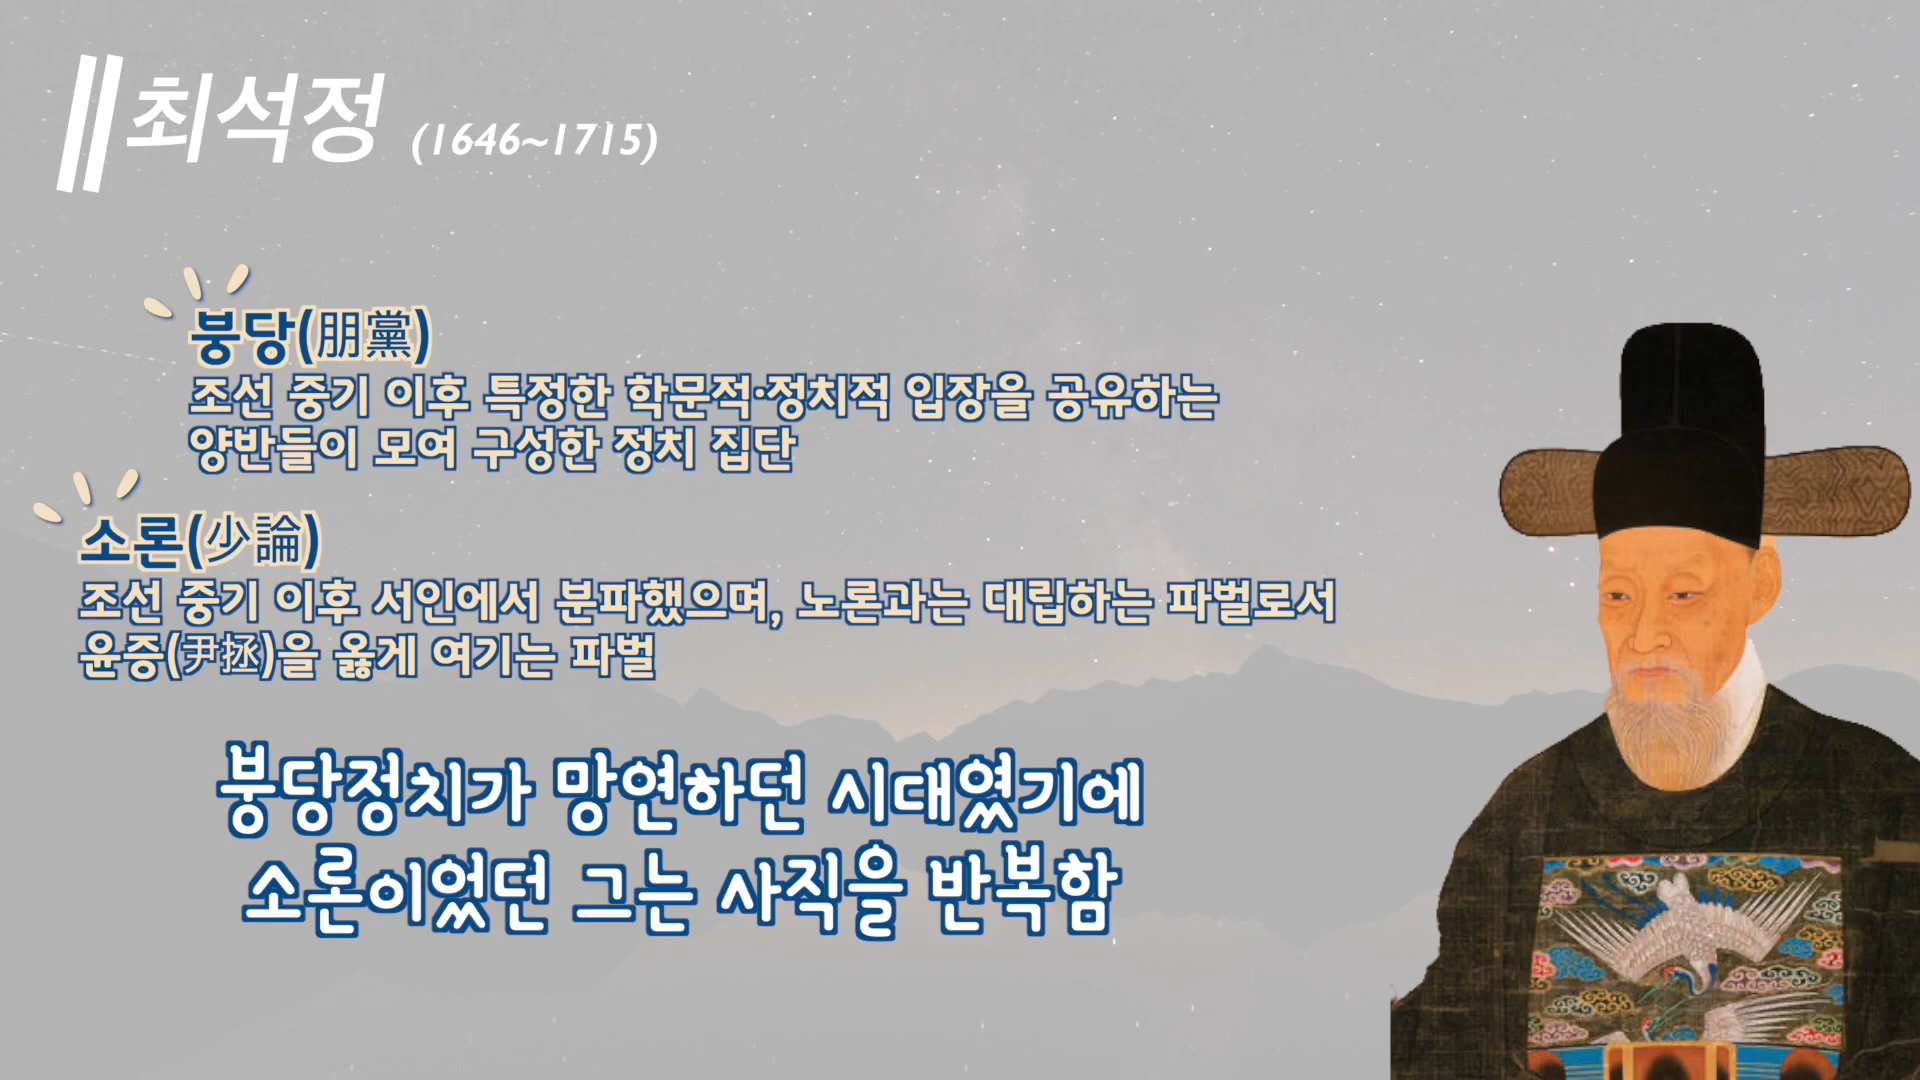 최석정 (1646~1715)
붕당(朋黨)
조선 중기 이후 특정한 학문적·정치적 입장을 공유하는
양반들이 모여 구성한 정치 집단
소론(少論)
조선 중기 이후 서인에서 분파했으며, 노론과는 대립하는 파벌로서
윤증(尹拯)을 옳게 여기는 파벌
붕당정치가 망연하던 시대였기에
소론이었던 그는 사직을 반복함